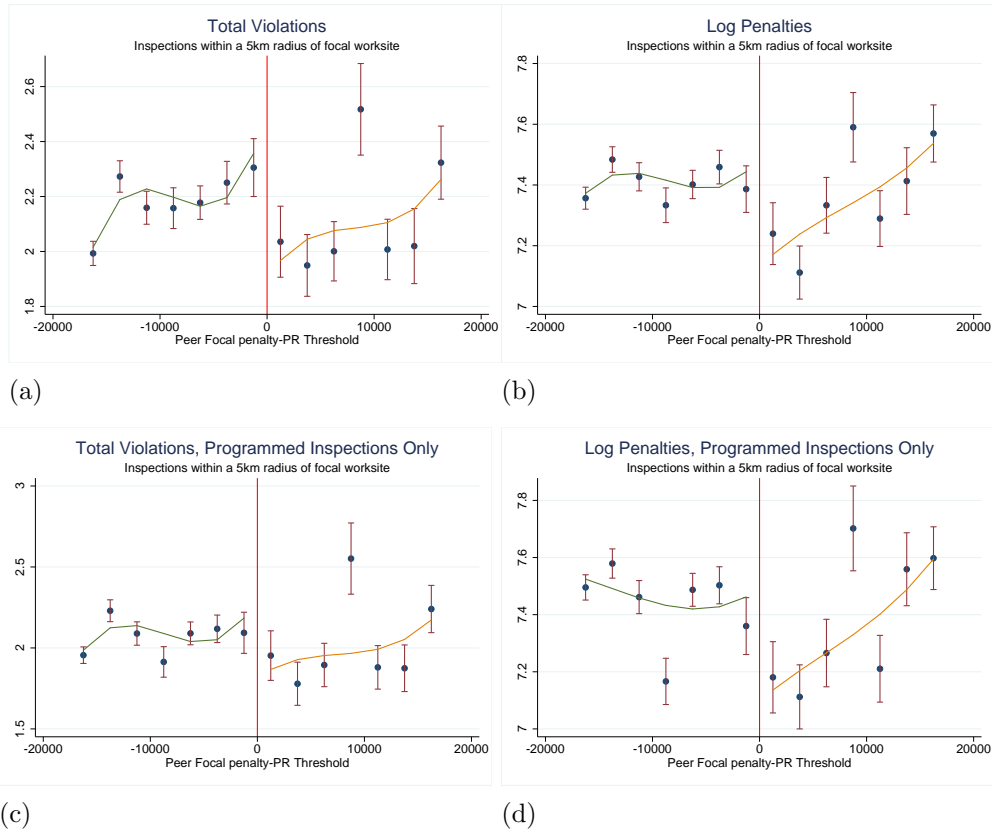 Total Violations
Inspections within a 5km radius of focal worksite
2.6
2.4
2.2
2
1.8
-20000 -10000 0 10000 20000
Peer Focal penalty-PR Threshold
(a)
Log Penalties
Inspections within a 5km radius of focal worksite
7.8
7.6
7.4
7.2
7
-20000 -10000 0 10000 20000
Peer Focal penalty-PR Threshold
(b)
Total Violations, Programmed Inspections Only
Inspections within a 5km radius of focal worksite
3
2.5
2
1.5
-20000 -10000 0 10000 20000
Peer Focal penalty-PR Threshold
(c)
Log Penalties, Programmed Inspections Only
Inspections within a 5km radius of focal worksite
7.8
7.6
7.4
7.2
7
-20000 -10000 0 10000 20000
Peer Focal penalty-PR Threshold
(d)